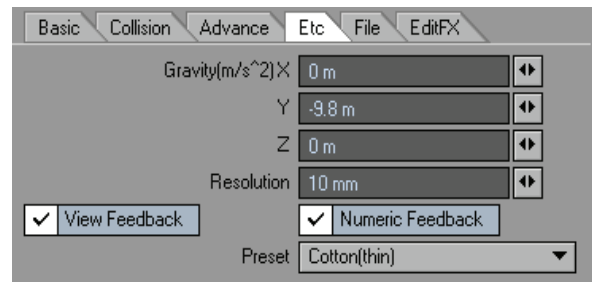 Basic Collision Advance Etc File EditFX
Gravity(m/s^2) X 0 m
Y -9.8 m
Z 0 m
Resolution 10 mm
View Feedback Numeric Feedback
Preset Cotton(thin)